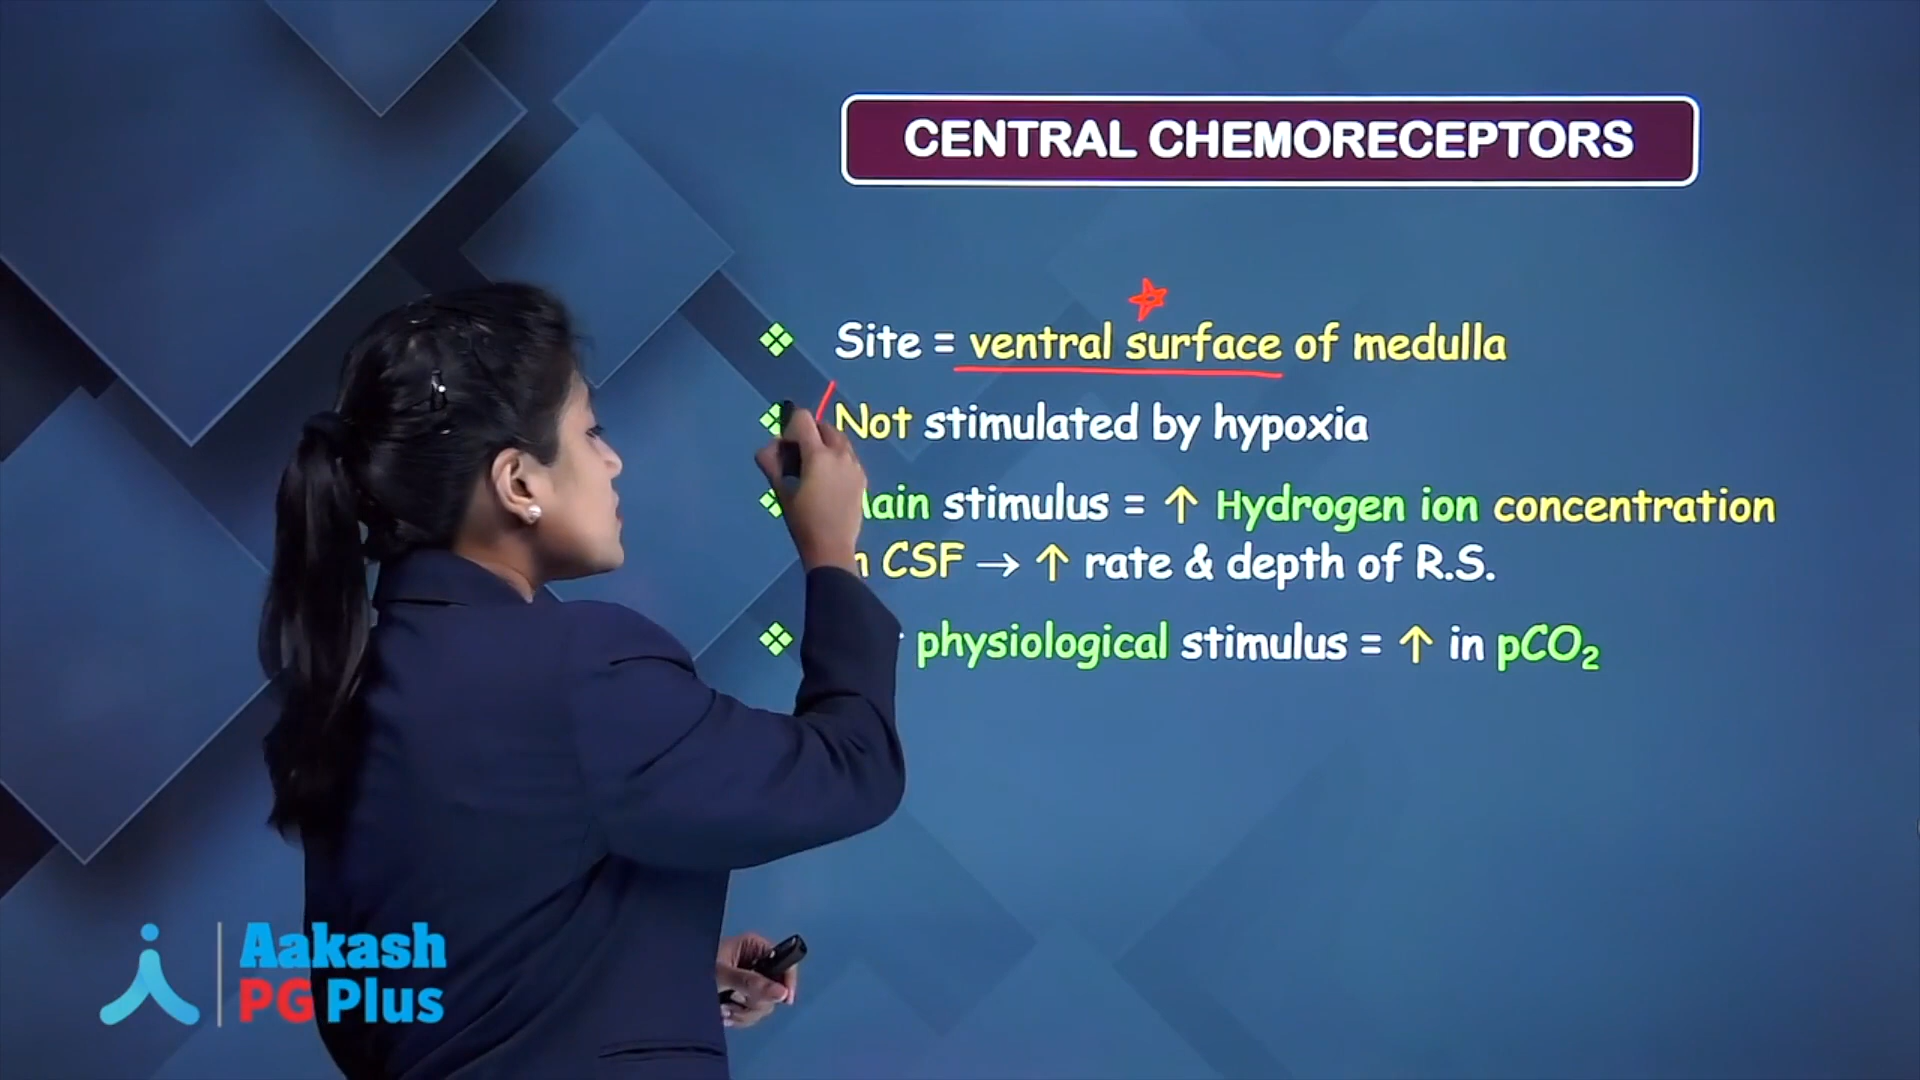 CENTRAL CHEMORECEPTORS
Site = ventral surface of medulla
Not stimulated by hypoxia
stimulus = ↑ Hydrogen ion concentration
CSF → ↑ rate & depth of R.S.
physiological stimulus = ↑ in pCO₂
Aakash
PG Plus